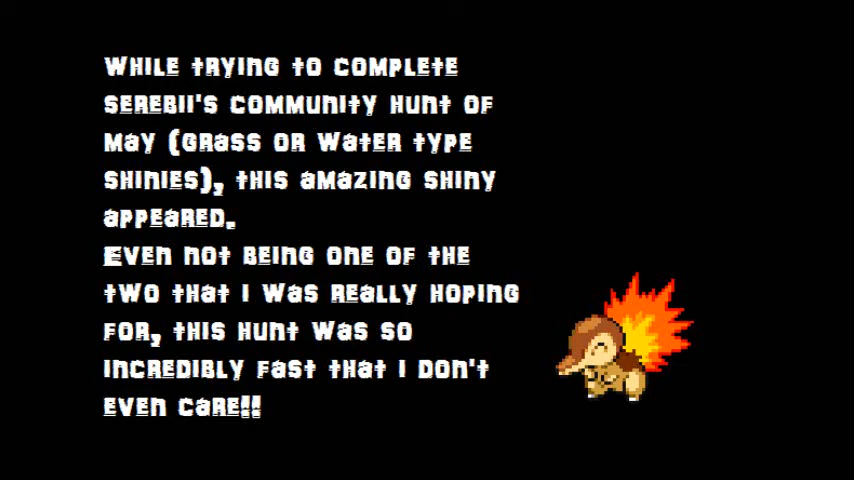 While trying to complete
serebii's community hunt of
may (grass or water type
shinies), this amazing shiny
appeared.
Even not being one of the
two that i was really hoping
for, this hunt was so
incredibly fast that i don't
even care!!